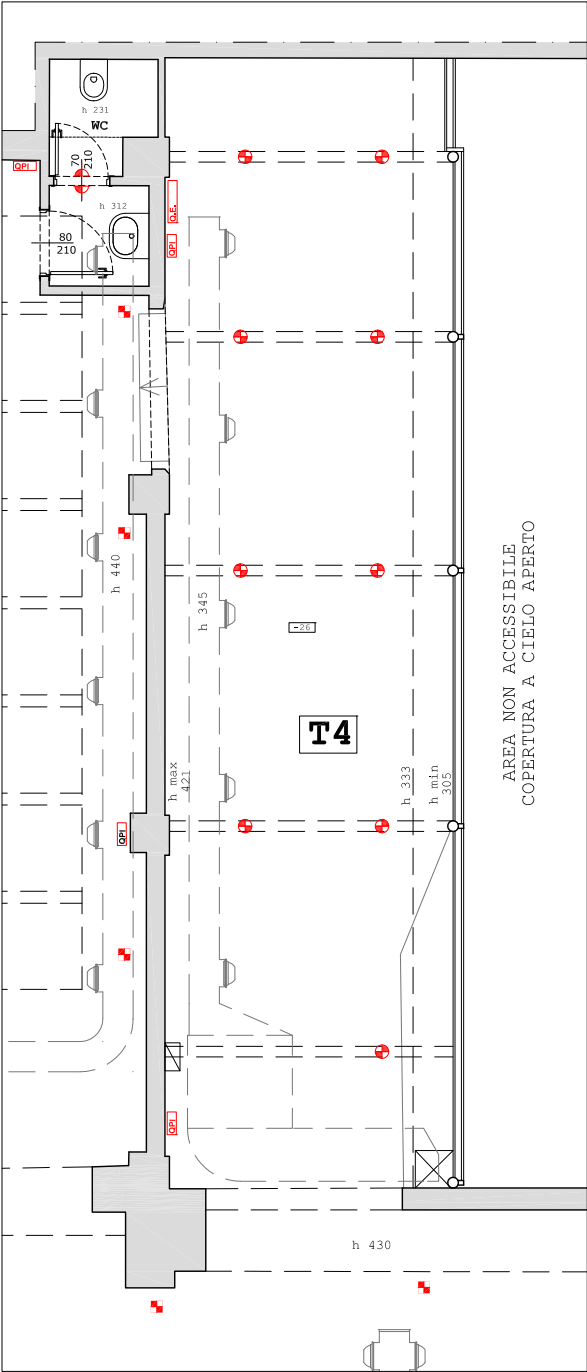 h 231
WC
QPI
70
210
h 312
Q.E.
QPI
80
210
h 440
h 345
-26
T4
AREA NON ACCESSIBILE
COPERTURA A CIELO APERTO
h max
421
h 333
h min
305
QPI
QPI
h 430